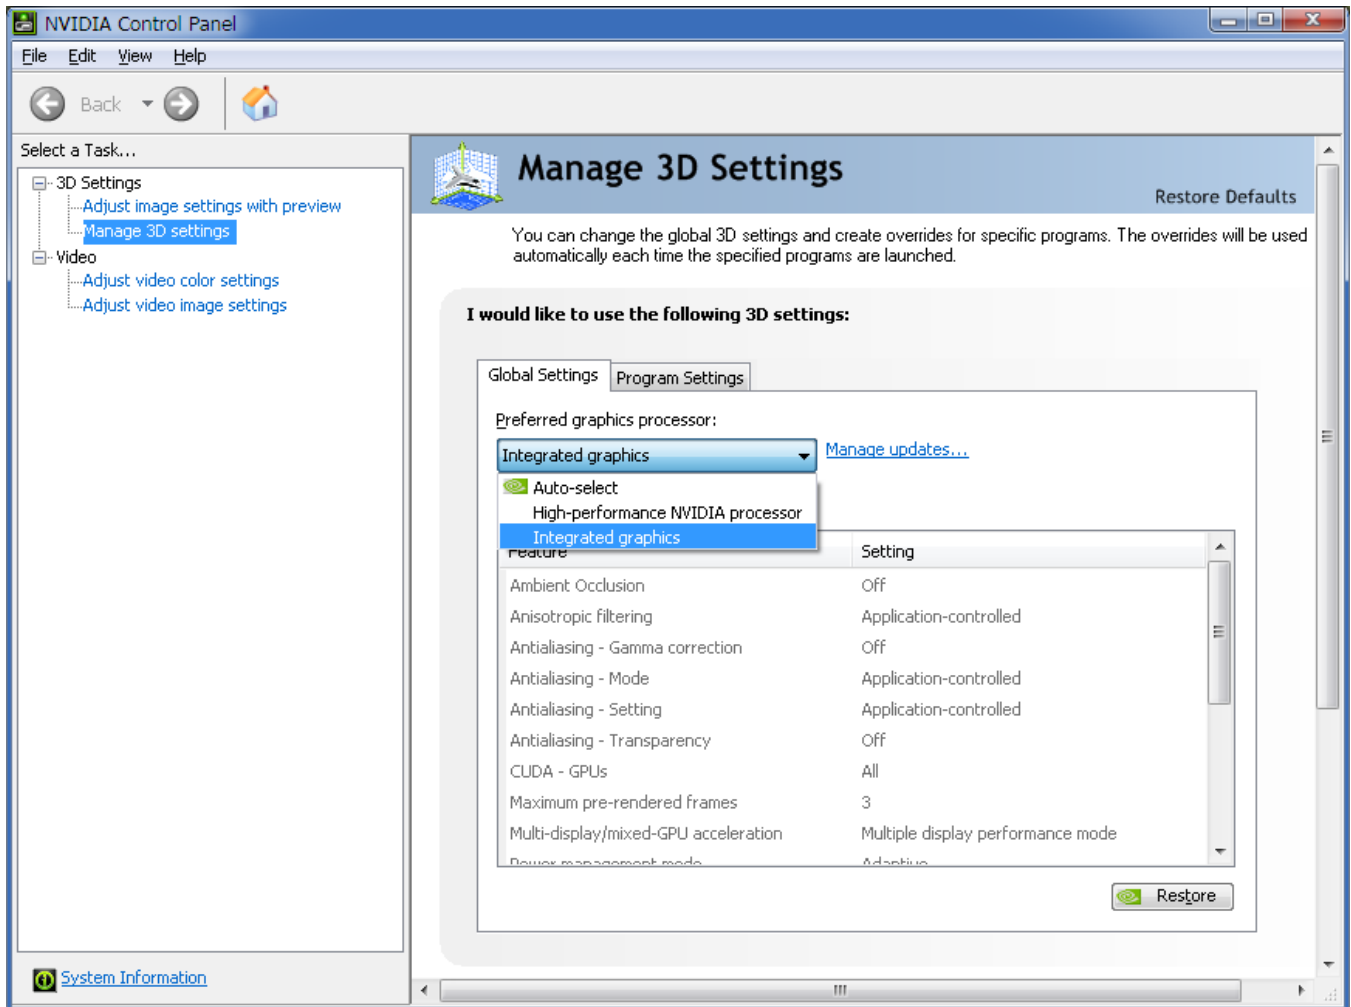 NVIDIA Control Panel
File Edit View Help
Back
Select a Task...
3D Settings
Adjust image settings with preview
Manage 3D settings
Video
Adjust video color settings
Adjust video image settings
System Information
Manage 3D Settings
Restore Defaults
You can change the global 3D settings and create overrides for specific programs. The overrides will be used
automatically each time the specified programs are launched.
I would like to use the following 3D settings:
Global Settings Program Settings
Preferred graphics processor:
Integrated graphics Manage updates...
Auto-select
High-performance NVIDIA processor
Integrated graphics
Feature Setting
Ambient Occlusion Off
Anisotropic filtering Application-controlled
Antialiasing - Gamma correction Off
Antialiasing - Mode Application-controlled
Antialiasing - Setting Application-controlled
Antialiasing - Transparency Off
CUDA - GPUs All
Maximum pre-rendered frames 3
Multi-display/mixed-GPU acceleration Multiple display performance mode
Power management mode Adaptive
Restore